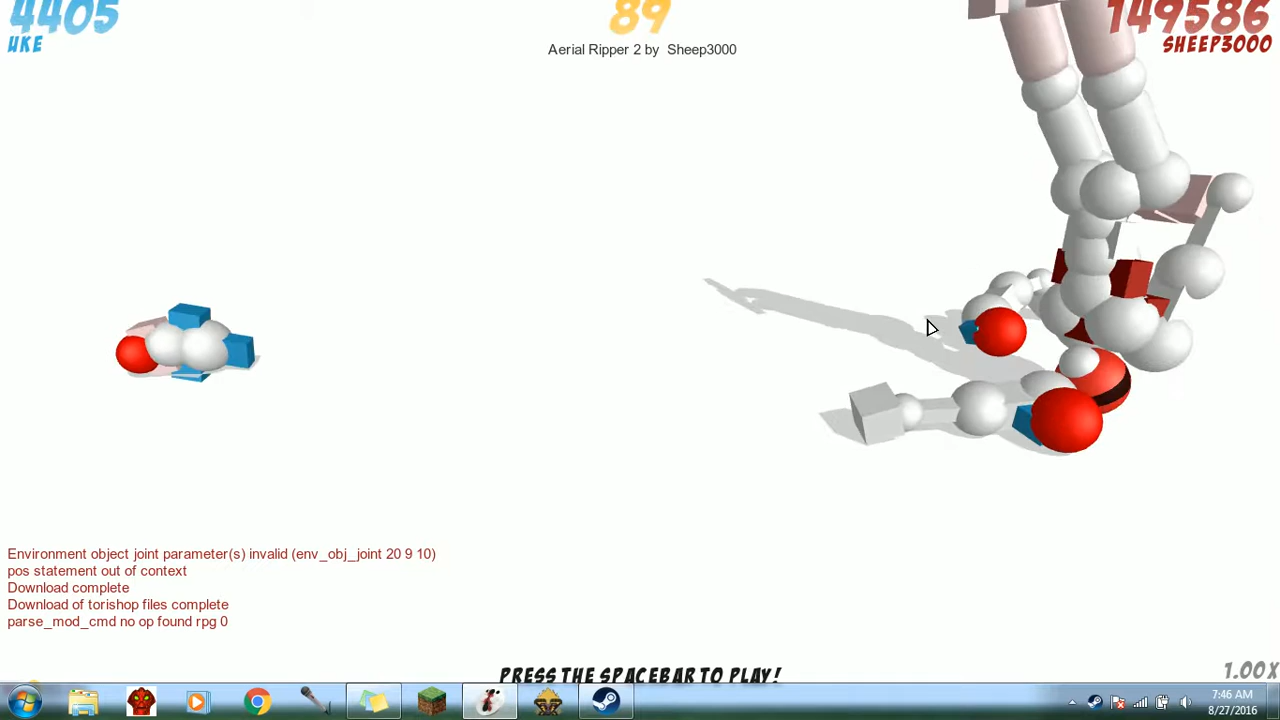 4405
UKE
89
Aerial Ripper 2 by  Sheep3000
149586
SHEEP3000
Environment object joint parameter(s) invalid (env_obj_joint 20 9 10)
pos statement out of context
Download complete
Download of torishop files complete
parse_mod_cmd no op found rpg 0
PRESS THE SPACEBAR TO PLAY!
1.00X
7:46 AM
8/27/2016